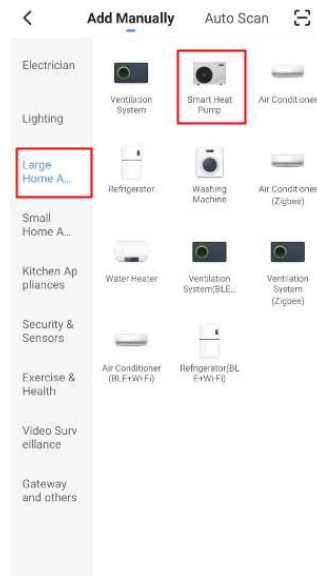 Add Manually
Auto Scan
Electrician
Lighting
Large
Home A...
Small
Home A...
Kitchen Ap
pliances
Security &
Sensors
Exercise &
Health
Video Surv
eillance
Gateway
and others
Ventilation
System
Smart Heat
Pump
Air Conditioner
Refrigerator
Washing
Machine
Air Conditioner
(Zigbee)
Water Heater
Ventilation
System(BLE..
Ventilation
System
(Zigbee)
Air Conditioner
(BLE+Wi-Fi)
Refrigerator(BL
E+Wi-Fi)